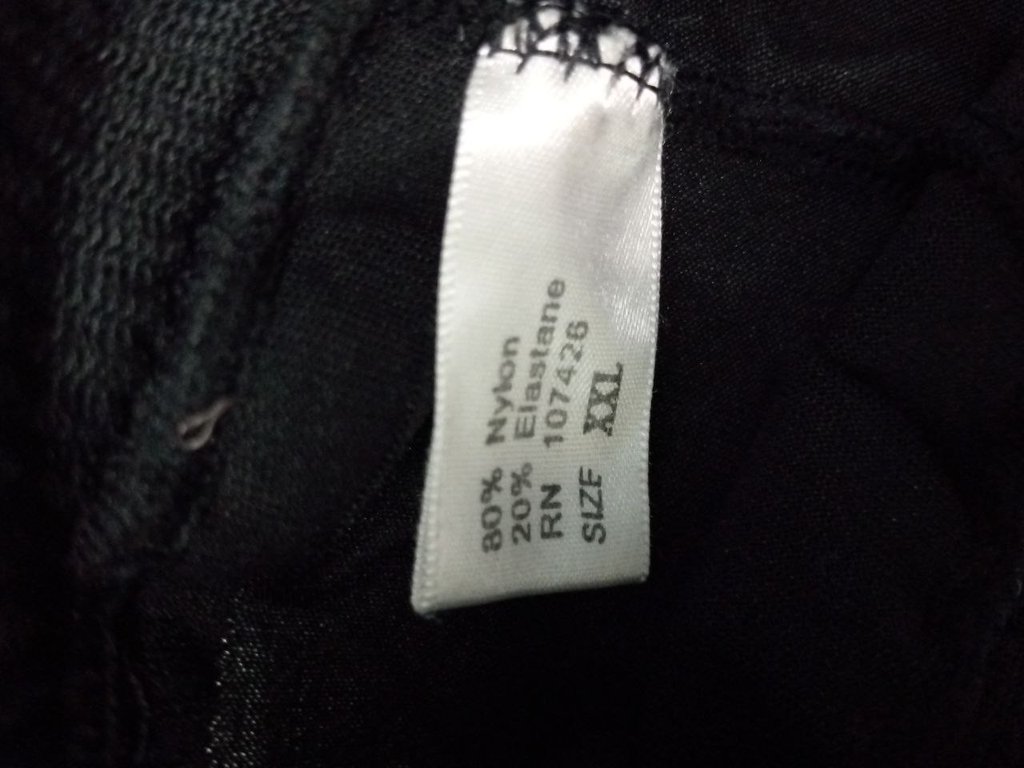 80% Nylon
20% Elastane
RN 107426
SIZE XXL